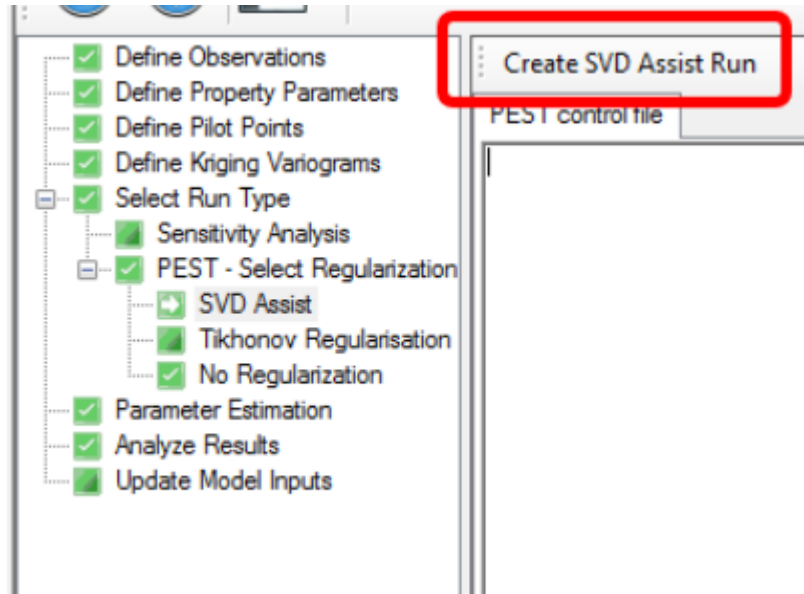 Define Observations
Define Property Parameters
Define Pilot Points
Define Kriging Variograms
Select Run Type
Sensitivity Analysis
PEST - Select Regularization
SVD Assist
Tikhonov Regularisation
No Regularization
Parameter Estimation
Analyze Results
Update Model Inputs
Create SVD Assist Run
PEST control file